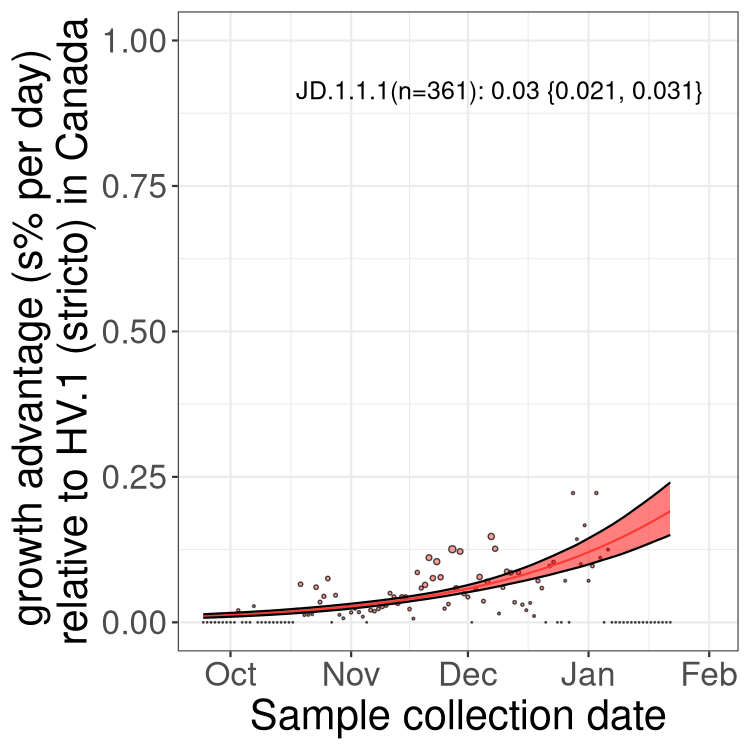 growth advantage (s% per day)
relative to HV.1 (stricto) in Canada
1.00
0.75
0.50
0.25
0.00
JD.1.1.1(n=361): 0.03 {0.021, 0.031}
Oct Nov Dec Jan Feb
Sample collection date